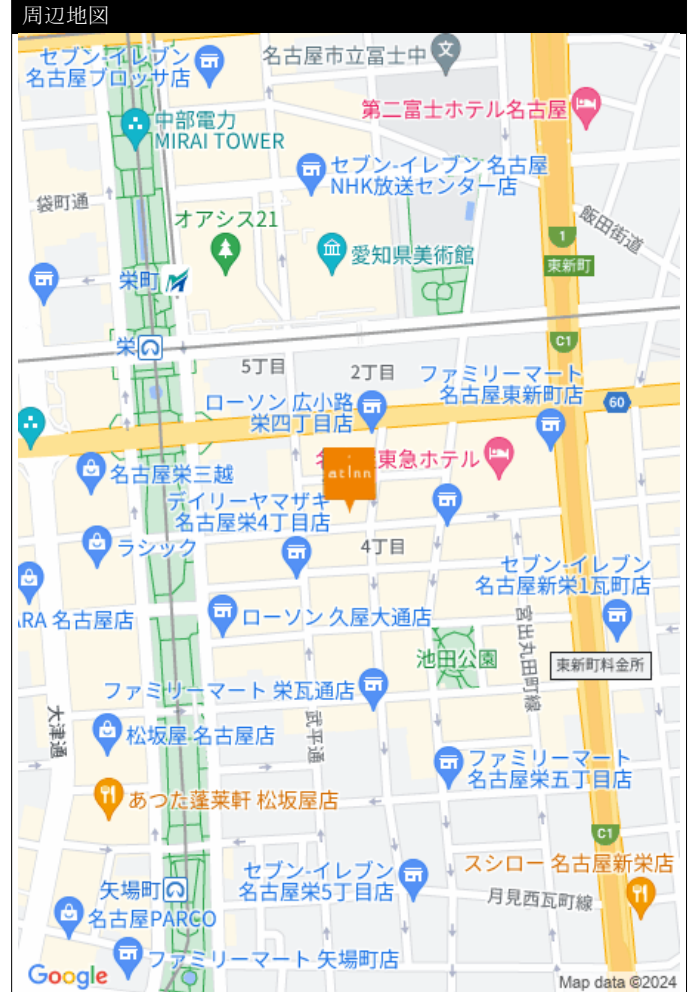 周辺地図
セブン-イレブン
名古屋ブロッサ店
名古屋市立冨士中
第二富士ホテル名古屋
中部電力
MIRAI TOWER
セブン-イレブン 名古屋
NHK放送センター店
袋町通
オアシス21
飯田街道
1
東新町
愛知県美術館
栄町
栄
C1
5丁目
2丁目
ファミリーマート
名古屋東新町店
ローソン 広小路
栄四丁目店
60
名
東急ホテル
at inn
名古屋栄三越
デイリーヤマザキ
名古屋栄4丁目店
ラシック
4丁目
セブン-イレブン
名古屋新栄1瓦町店
ARA 名古屋店
ローソン 久屋大通店
宮出丸田町線
池田公園
東新町料金所
ファミリーマート 栄瓦通店
大津通
松坂屋 名古屋店
武平通
ファミリーマート
名古屋栄五丁目店
あつた蓬莱軒 松坂屋店
C1
スシロー 名古屋新栄店
セブン-イレブン
名古屋栄5丁目店
矢場町
月見西瓦町線
名古屋PARCO
ファミリーマート 矢場町店
Google
Map data ©2024